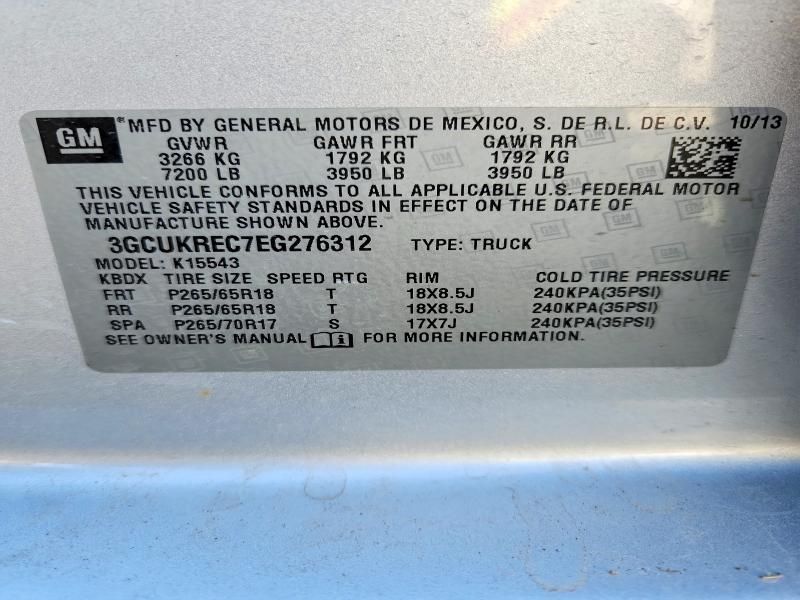 GM ® MFD BY GENERAL MOTORS DE MEXICO, S. DE R.L. DE C.V. 10/13
GVWR GAWR FRT GAWR RR
3266 KG 1792 KG 1792 KG
7200 LB 3950 LB 3950 LB
THIS VEHICLE CONFORMS TO ALL APPLICABLE U.S. FEDERAL MOTOR
VEHICLE SAFETY STANDARDS IN EFFECT ON THE DATE OF
MANUFACTURE SHOWN ABOVE.
3GCUKREC7EG276312 TYPE: TRUCK
MODEL: K15543
KBDX TIRE SIZE SPEED RTG RIM COLD TIRE PRESSURE
FRT P265/65R18 T 18X8.5J 240KPA(35PSI)
RR P265/65R18 T 18X8.5J 240KPA(35PSI)
SPA P265/70R17 S 17X7J 240KPA(35PSI)
SEE OWNER'S MANUAL FOR MORE INFORMATION.